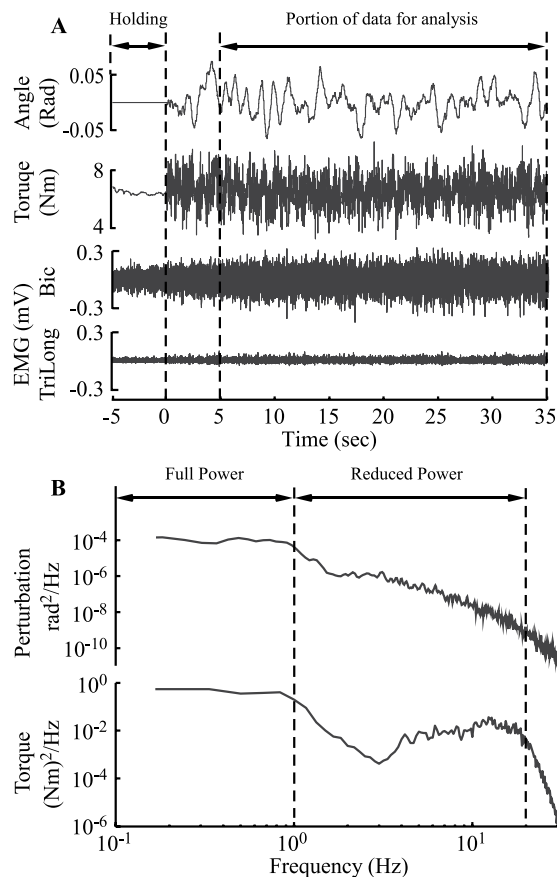 A
Holding
Portion of data for analysis
Angle
(Rad)
0.05
-0.05
Toruqe
(Nm)
8
4
EMG (mV)
Bic
0.3
-0.3
TriLong
0.3
-0.3
-5 0 5 10 15 20 25 30 35
Time (sec)
B
Full Power
Reduced Power
Perturbation
rad²/Hz
10⁻⁴
10⁻⁶
10⁻⁸
10⁻¹⁰
Torque
(Nm)²/Hz
10⁰
10⁻²
10⁻⁴
10⁻⁶
10⁻¹ 10⁰ 10¹
Frequency (Hz)